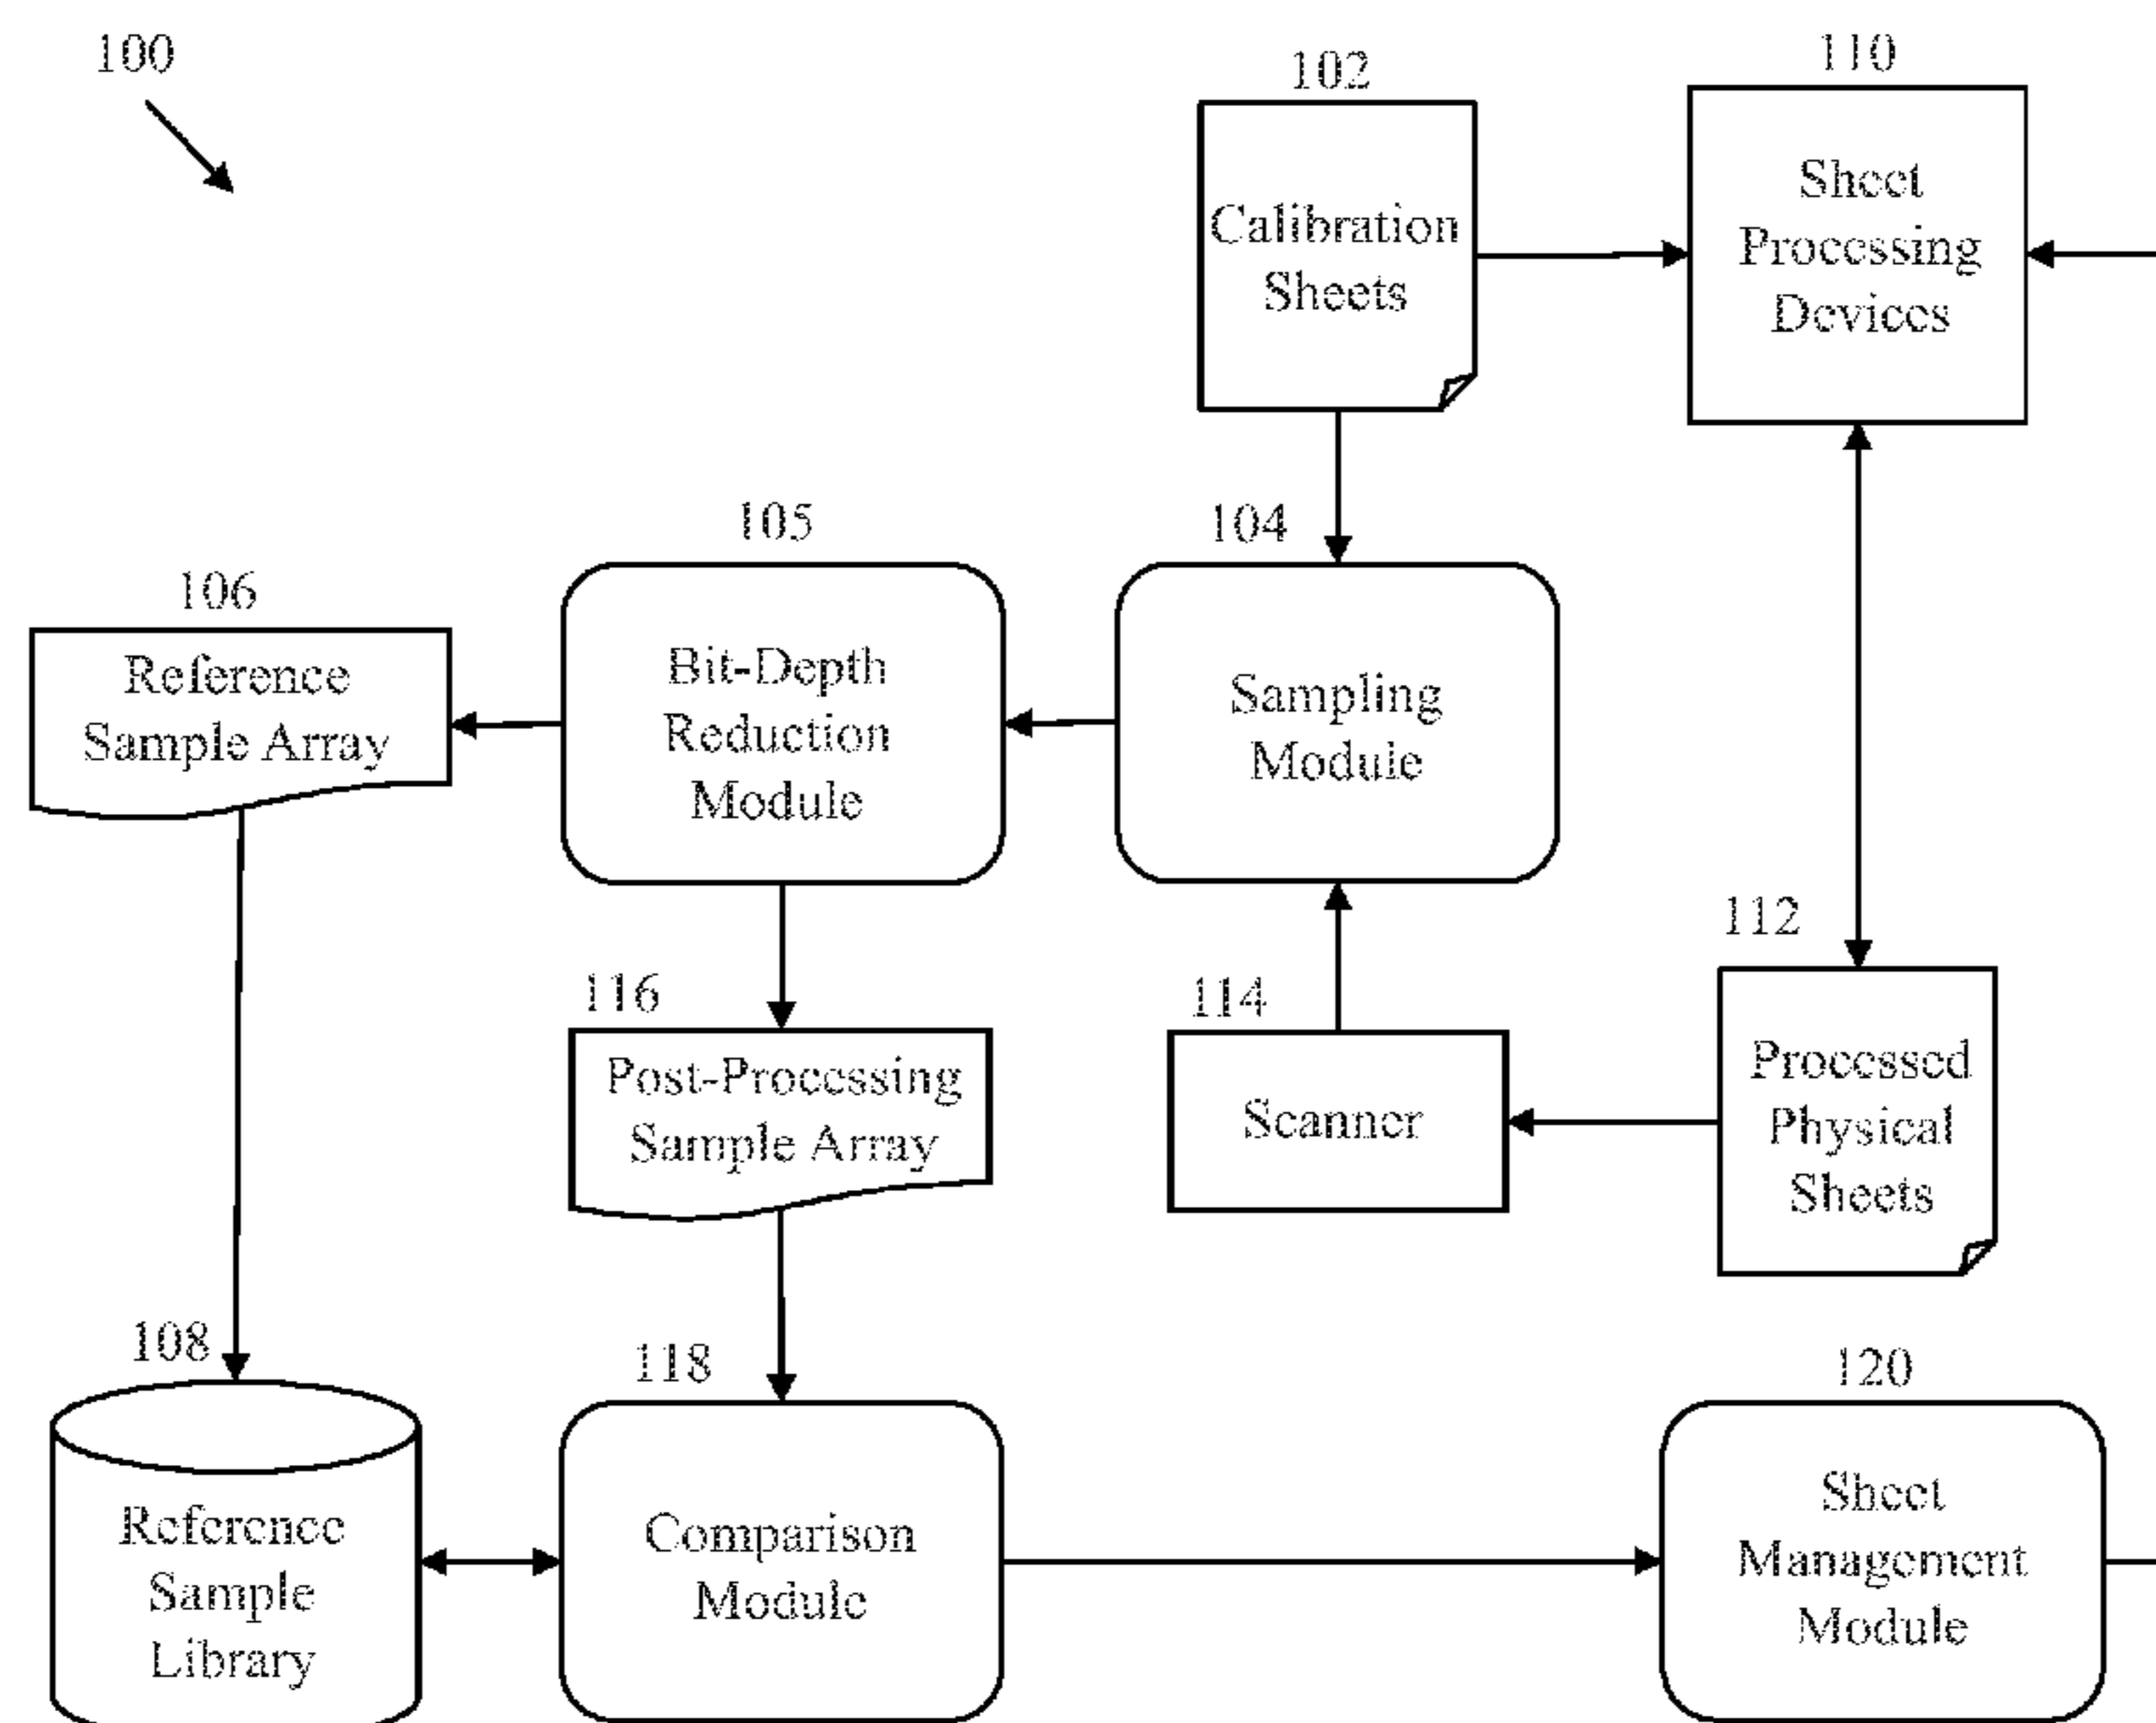 100
102
Calibration
Sheets
110
Sheet
Processing
Devices
105
Bit-Depth
Reduction
Module
104
Sampling
Module
106
Reference
Sample Array
116
Post-Processing
Sample Array
114
Scanner
112
Processed
Physical
Sheets
108
Reference
Sample
Library
118
Comparison
Module
120
Sheet
Management
Module